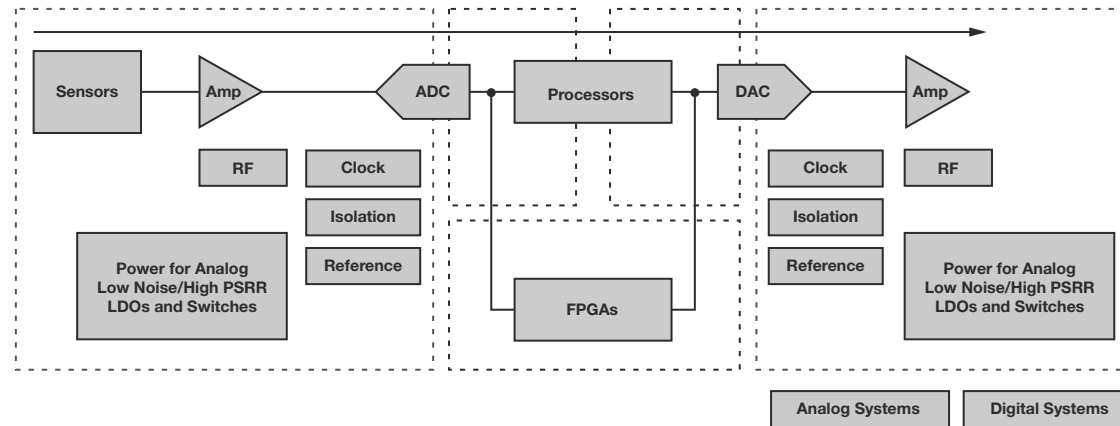 Sensors
Amp
ADC
Processors
DAC
Amp
RF
Clock
Clock
RF
Isolation
Isolation
Reference
Reference
Power for Analog
Low Noise/High PSRR
LDOs and Switches
FPGAs
Power for Analog
Low Noise/High PSRR
LDOs and Switches
Analog Systems
Digital Systems